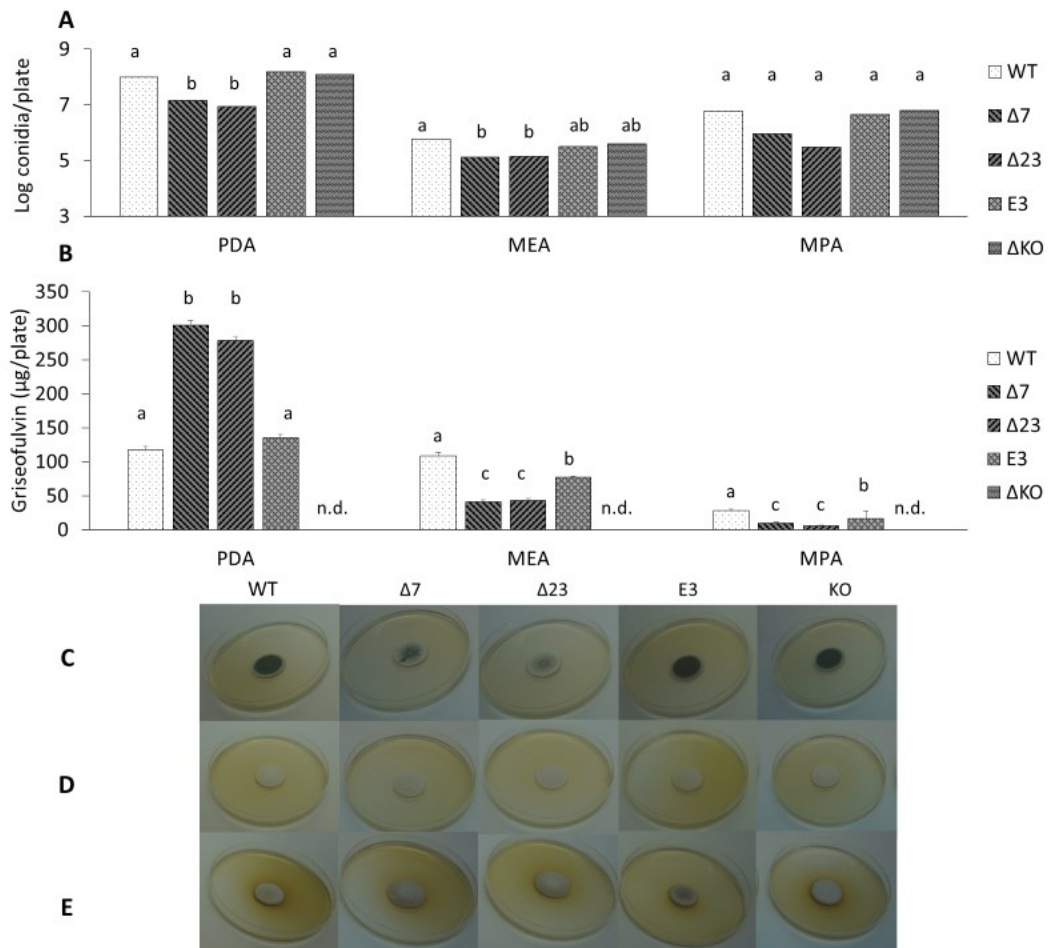 A
Log conidia/plate
9
7
5
3
a b b a a
a b b ab ab
a a a a a
PDA MEA MPA
WT
Δ7
Δ23
E3
ΔKO
B
Griseofulvin (µg/plate)
350
300
250
200
150
100
50
0
a b b a n.d.
a c c b n.d.
a c c b n.d.
PDA MEA MPA
WT
Δ7
Δ23
E3
ΔKO
WT Δ7 Δ23 E3 KO
C
D
E